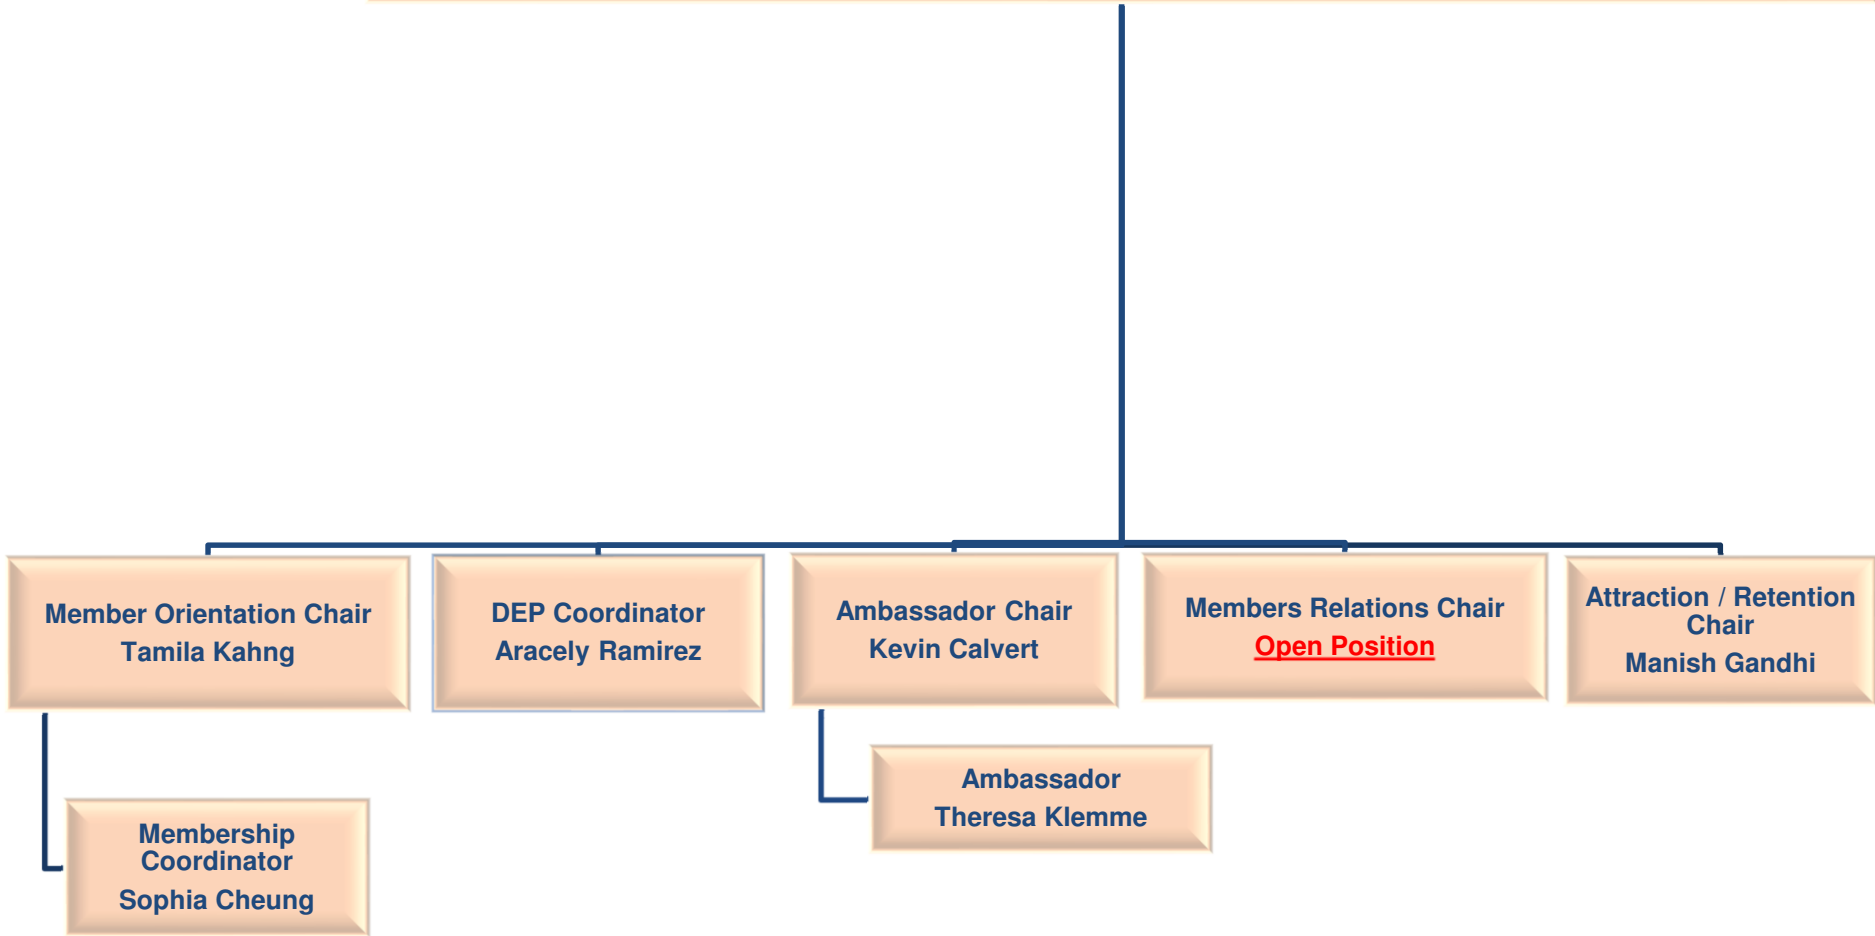 Member Orientation Chair
Tamila Kahng
DEP Coordinator
Aracely Ramirez
Ambassador Chair
Kevin Calvert
Members Relations Chair
Open Position
Attraction / Retention
Chair
Manish Gandhi
Ambassador
Theresa Klemme
Membership
Coordinator
Sophia Cheung